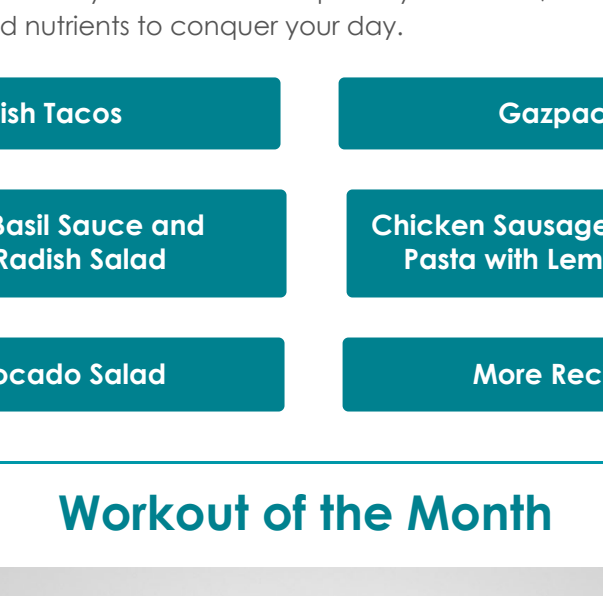 d nutrients to conquer your day.
ish Tacos
Gazpac
Basil Sauce and
Radish Salad
Chicken Sausage
Pasta with Lem
ocado Salad
More Rec
Workout of the Month